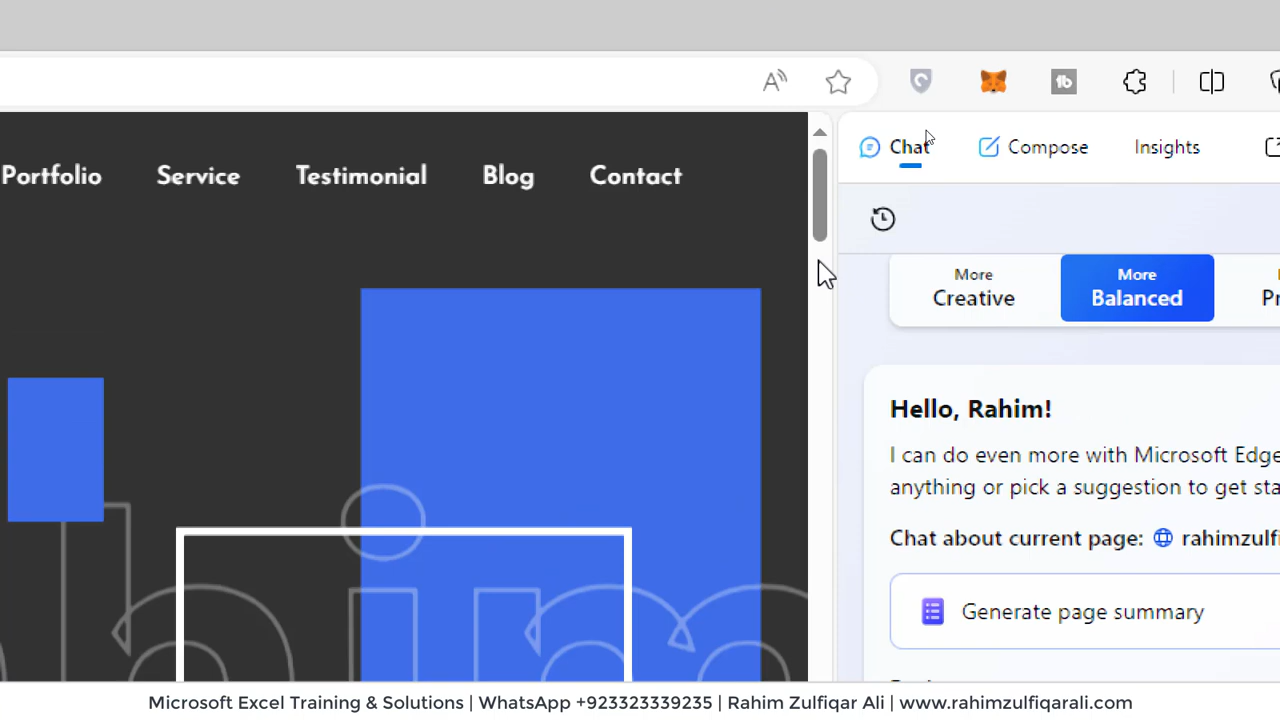 Portfolio Service Testimonial Blog Contact
Chat Compose Insights
More Creative
More Balanced
Hello, Rahim!
I can do even more with Microsoft Edge
anything or pick a suggestion to get sta
Chat about current page: rahimzulfi
Generate page summary
him
Microsoft Excel Training & Solutions | WhatsApp +923323339235 | Rahim Zulfiqar Ali | www.rahimzulfiqarali.com